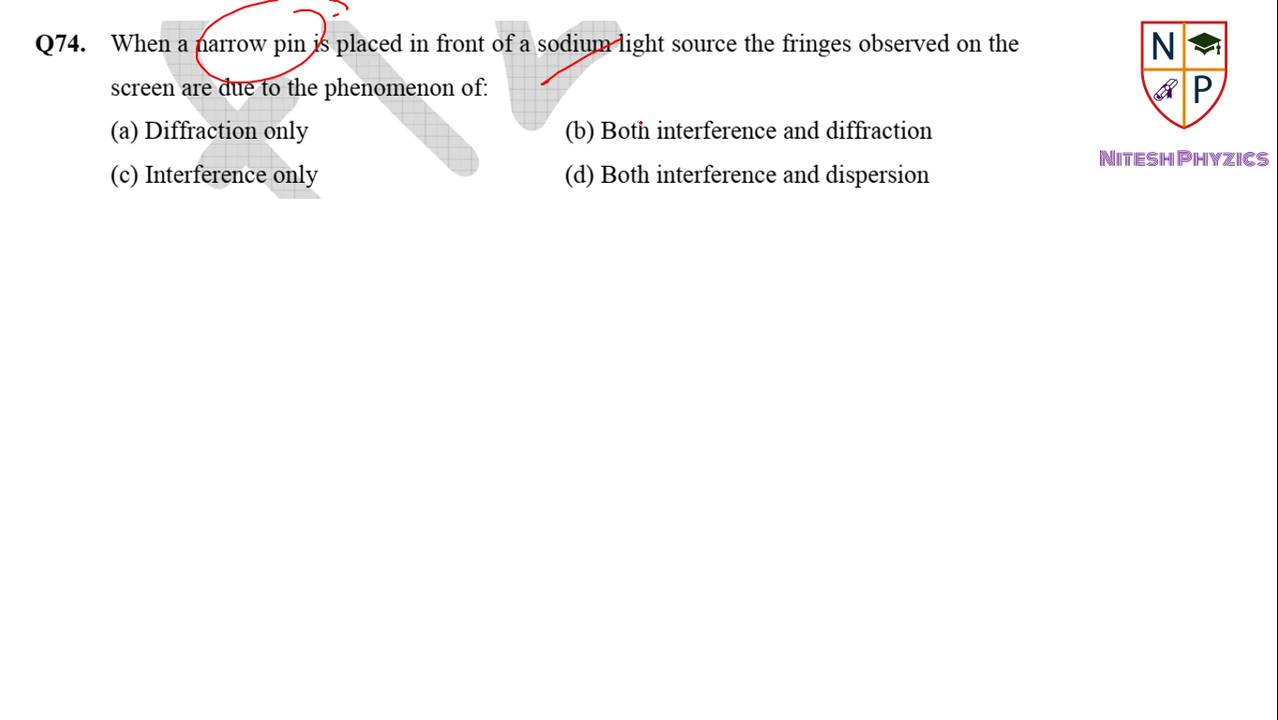 Q74. When a narrow pin is placed in front of a sodium light source the fringes observed on the
screen are due to the phenomenon of:
(a) Diffraction only (b) Both interference and diffraction
(c) Interference only (d) Both interference and dispersion
N
P
NITESH PHYZICS